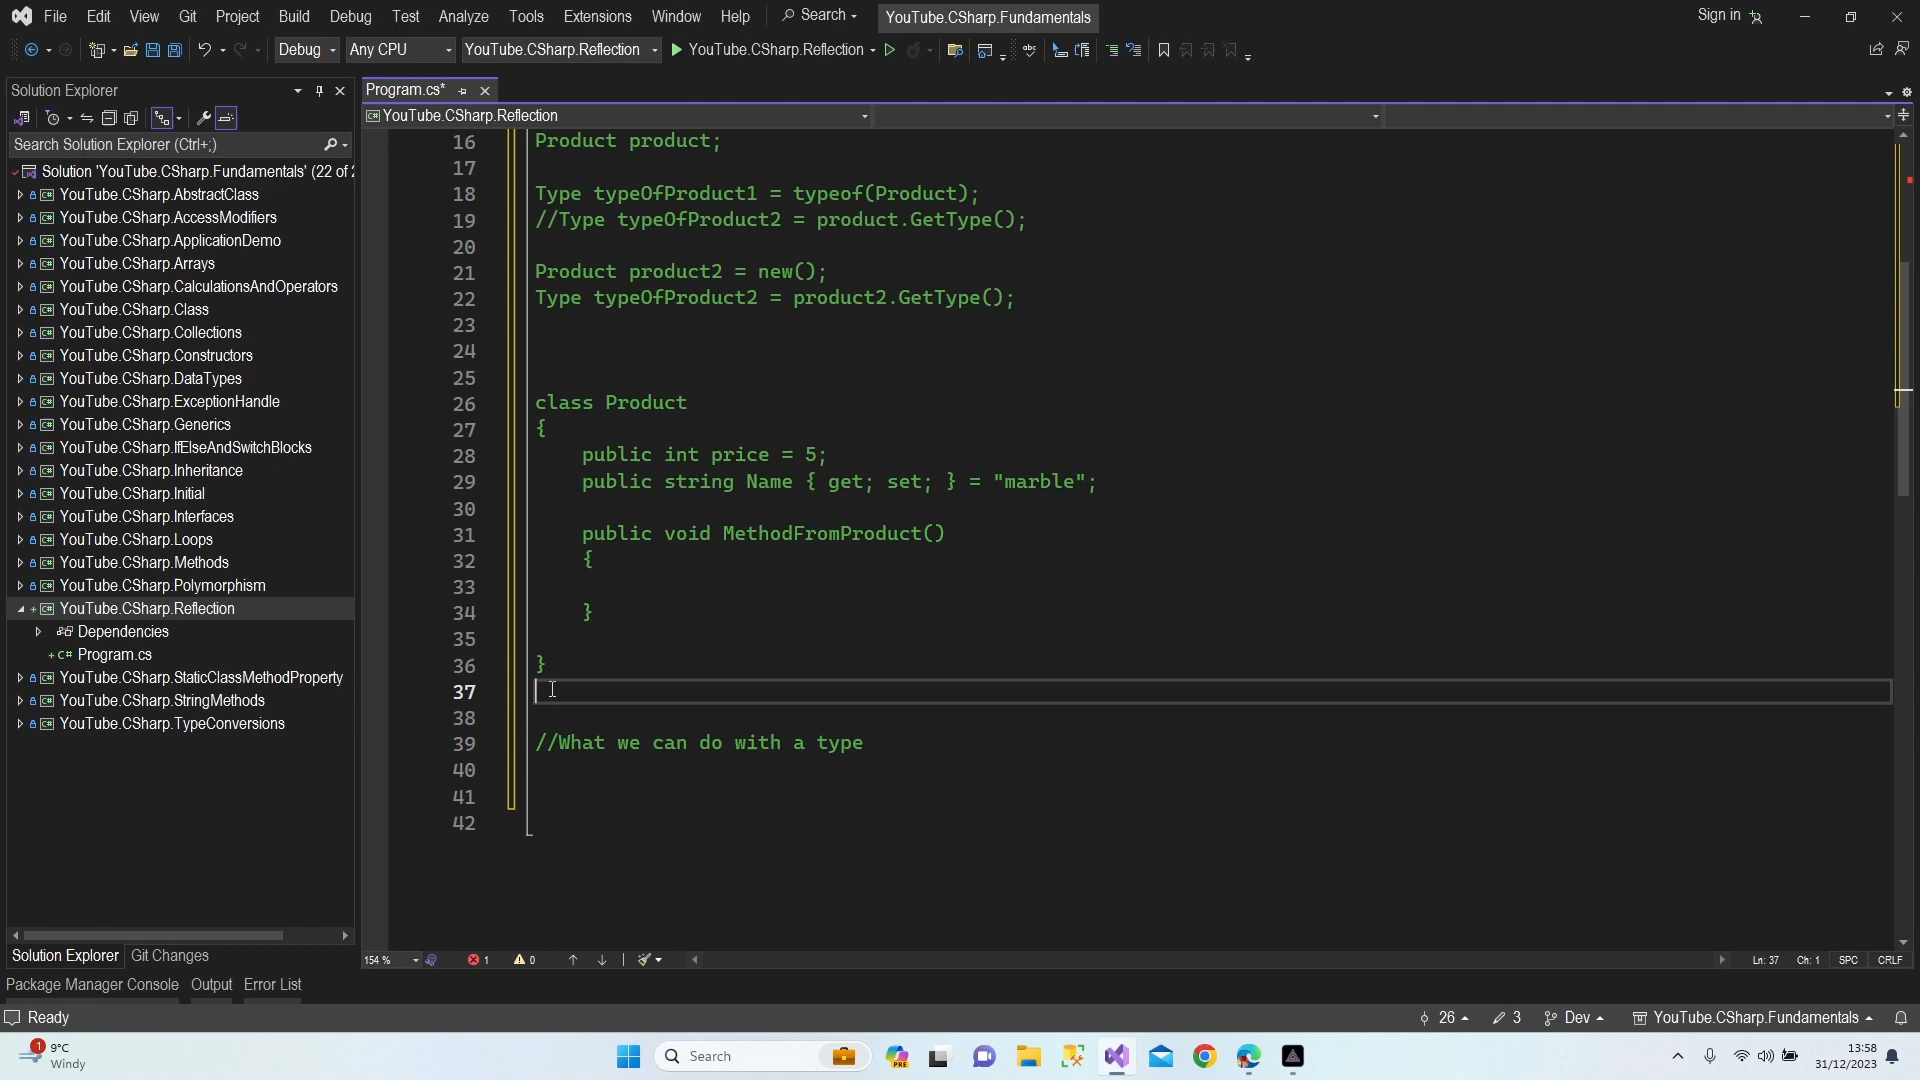 File Edit View Git Project Build Debug Test Analyze Tools Extensions Window Help Search YouTube.CSharp.Fundamentals Sign in
Debug Any CPU YouTube.CSharp.Reflection YouTube.CSharp.Reflection
Solution Explorer
Search Solution Explorer (Ctrl+;)
Solution 'YouTube.CSharp.Fundamentals' (22 of
YouTube.CSharp.AbstractClass
YouTube.CSharp.AccessModifiers
YouTube.CSharp.ApplicationDemo
YouTube.CSharp.Arrays
YouTube.CSharp.CalculationsAndOperators
YouTube.CSharp.Class
YouTube.CSharp.Collections
YouTube.CSharp.Constructors
YouTube.CSharp.DataTypes
YouTube.CSharp.ExceptionHandle
YouTube.CSharp.Generics
YouTube.CSharp.IfElseAndSwitchBlocks
YouTube.CSharp.Inheritance
YouTube.CSharp.Initial
YouTube.CSharp.Interfaces
YouTube.CSharp.Loops
YouTube.CSharp.Methods
YouTube.CSharp.Polymorphism
YouTube.CSharp.Reflection
Dependencies
C# Program.cs
YouTube.CSharp.StaticClassMethodProperty
YouTube.CSharp.StringMethods
YouTube.CSharp.TypeConversions
Solution Explorer Git Changes
Program.cs*
YouTube.CSharp.Reflection
16 Product product;
17
18 Type typeOfProduct1 = typeof(Product);
19 //Type typeOfProduct2 = product.GetType();
20
21 Product product2 = new();
22 Type typeOfProduct2 = product2.GetType();
23
24
25
26 class Product
27 {
28 public int price = 5;
29 public string Name { get; set; } = "marble";
30
31 public void MethodFromProduct()
32 {
33
34 }
35
36 }
37
38
39 //What we can do with a type
40
41
42
154 % 1 0 Ln: 37 Ch: 1 SPC CRLF
Package Manager Console Output Error List
Ready 26 3 Dev YouTube.CSharp.Fundamentals
1 9°C
Windy
Search
PRE
13:58
31/12/2023